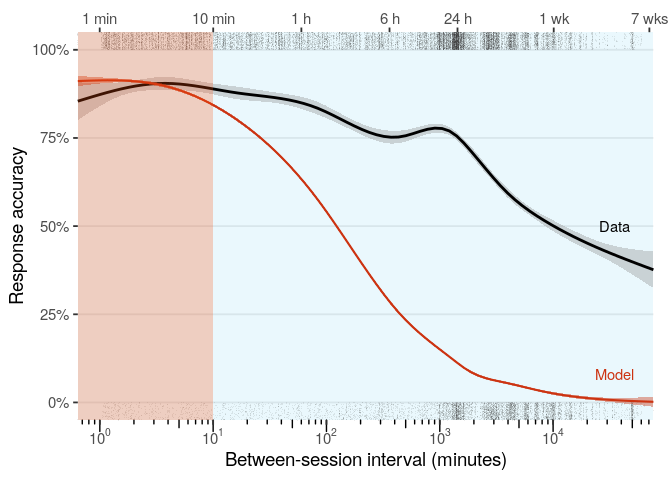 1 min 10 min 1 h 6 h 24 h 1 wk 7 wks
100%
75%
50%
25%
0%
Response accuracy
Data
Model
10⁰ 10¹ 10² 10³ 10⁴
Between-session interval (minutes)